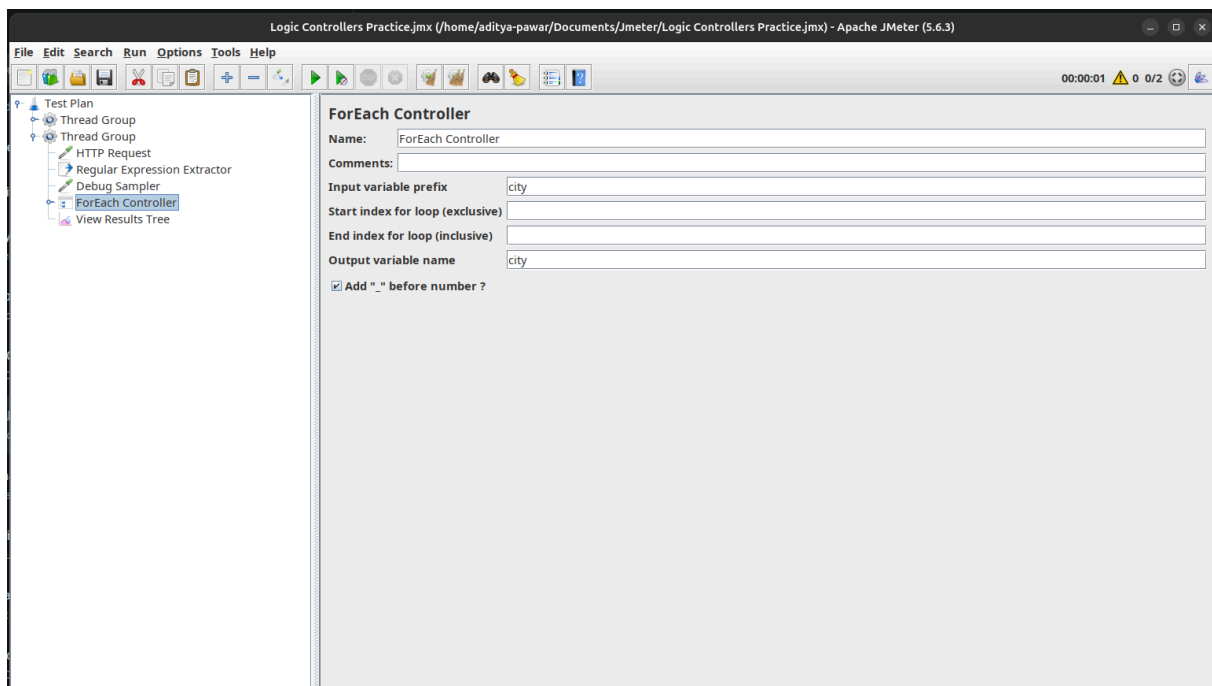 Logic Controllers Practice.jmx (/home/aditya-pawar/Documents/Jmeter/Logic Controllers Practice.jmx) - Apache JMeter (5.6.3)
File Edit Search Run Options Tools Help
00:00:01 0 0/2
Test Plan
Thread Group
Thread Group
HTTP Request
Regular Expression Extractor
Debug Sampler
ForEach Controller
View Results Tree
ForEach Controller
Name: ForEach Controller
Comments:
Input variable prefix city
Start index for loop (exclusive)
End index for loop (inclusive)
Output variable name city
Add "_" before number ?